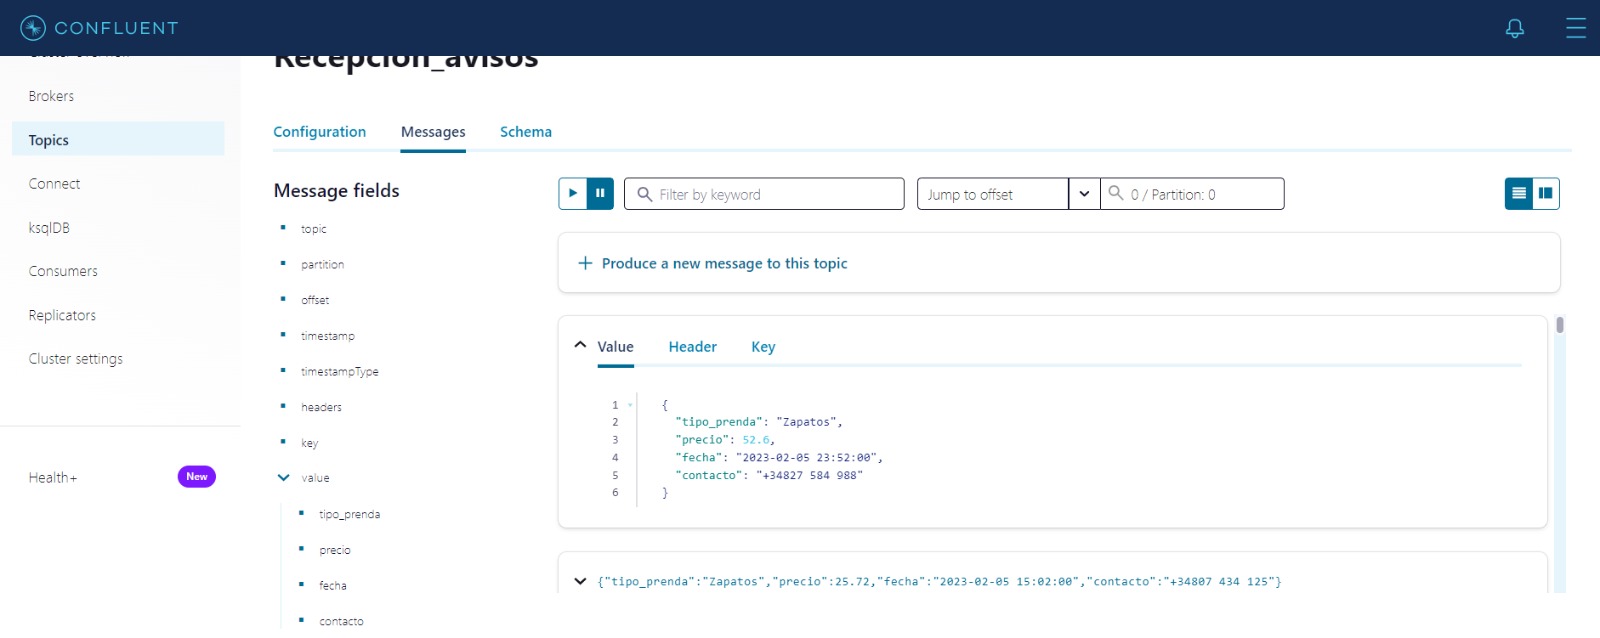 CONFLUENT
Cluster overview
Recepcion_avisos
Brokers
Topics
Connect
ksqlDB
Consumers
Replicators
Cluster settings
Health+
New
Configuration
Messages
Schema
Message fields
topic
partition
offset
timestamp
timestampType
headers
key
value
tipo_prenda
precio
fecha
contacto
Filter by keyword
Jump to offset
0 / Partition: 0
Produce a new message to this topic
Value
Header
Key
1 {
2 "tipo_prenda": "Zapatos",
3 "precio": 52.6,
4 "fecha": "2023-02-05 23:52:00",
5 "contacto": "+34827 584 988"
6 }
{"tipo_prenda":"Zapatos","precio":25.72,"fecha":"2023-02-05 15:02:00","contacto":"+34807 434 125"}